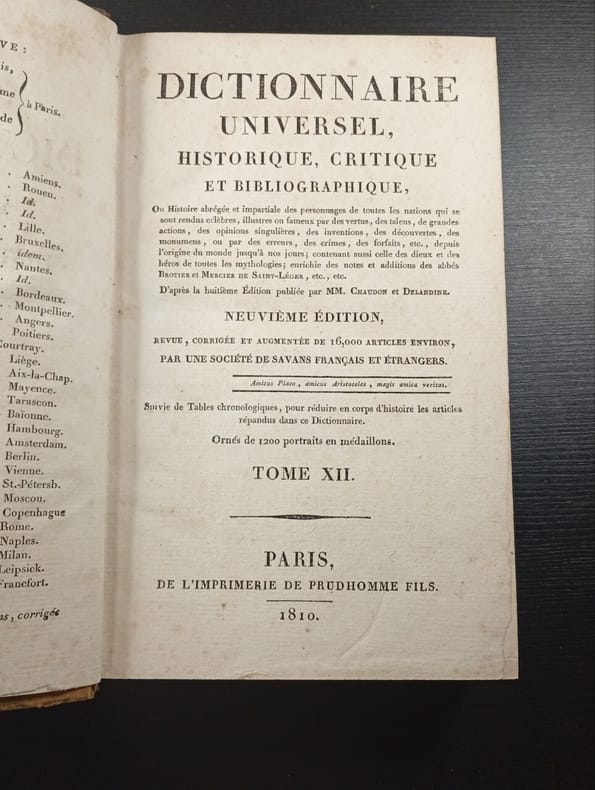 VE:
is,
me
de
à Paris.
. Amiens.
. Rouen.
. Id.
. Id.
. Lille.
. Bruxelles.
. idem.
. Nantes.
. Id.
. Bordeaux.
. Montpellier.
. Angers.
Poitiers.
Courtray.
Liège.
Aix-la-Chap.
Mayence.
Tarascon.
Baïonne.
Hambourg.
Amsterdam.
Berlin.
Vienne.
St.-Pétersb.
Moscou.
Copenhague
Rome.
Naples.
Milan.
Leipsick.
Francfort.
corrigés
DICTIONNAIRE
UNIVERSEL,
HISTORIQUE, CRITIQUE
ET BIBLIOGRAPHIQUE,
Ou Histoire abrégée et impartiale des personnages de toutes les nations qui se
sont rendus célèbres, illustres ou fameux par des vertus, des talens, de grandes
actions, des opinions singulières, des inventions, des découvertes, des
monumens, ou par des erreurs, des crimes, des forfaits, etc., depuis
l'origine du monde jusqu'à nos jours; contenant aussi celle des dieux et des
héros de toutes les mythologies; enrichie des notes et additions des abbés
BROTIER et MERCIER DE SAINT-LÉGER, etc., etc.
D'après la huitième Édition publiée par MM. CHAUDON et DELANDINE.
NEUVIÈME ÉDITION,
REVUE, CORRIGÉE ET AUGMENTÉE DE 16,000 ARTICLES ENVIRON,
PAR UNE SOCIÉTÉ DE SAVANS FRANÇAIS ET ÉTRANGERS.
Amicus Plato, amicus Aristoteles, magis amica veritas.
Suivie de Tables chronologiques, pour réduire en corps d'histoire les articles
répandus dans ce Dictionnaire.
Ornés de 1200 portraits en médaillons.
TOME XII.
PARIS,
DE L'IMPRIMERIE DE PRUDHOMME FILS.
1810.